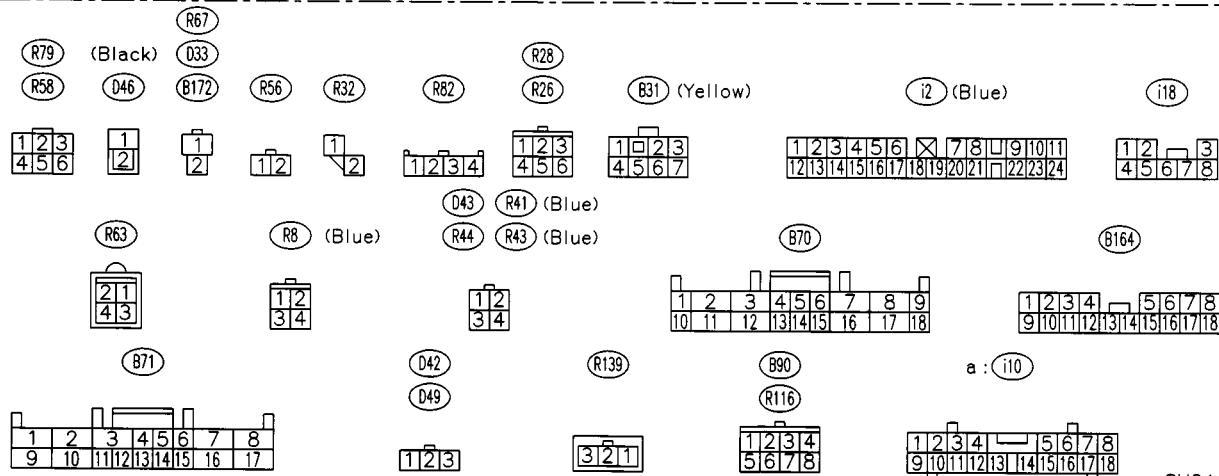 R67
R79 (Black) D33 R28
R58 D46 B172 R56 R32 R82 R26 B31 (Yellow) i2 (Blue) i18
1 2 3 1 1 1 1 2 3 1 2 3 1 2 3 4 5 6 7 8 9 10 11 1 2 3
4 5 6 2 2 1 2 2 1 2 3 4 4 5 6 4 5 6 7 12 13 14 15 16 17 18 19 20 21 22 23 24 4 5 6 7 8
D43 R41 (Blue)
R63 R8 (Blue) R44 R43 (Blue) B70 B164
2 1 1 2 1 2 1 2 3 4 5 6 7 8 9 1 2 3 4 5 6 7 8
4 3 3 4 3 4 10 11 12 13 14 15 16 17 18 9 10 11 12 13 14 15 16 17 18
B71 D42 R139 B90 a : i10
D49 R116
1 2 3 4 5 6 7 8 1 2 3 4 1 2 3 4 5 6 7 8
9 10 11 12 13 14 15 16 17 1 2 3 3 2 1 5 6 7 8 9 10 11 12 13 14 15 16 17 18